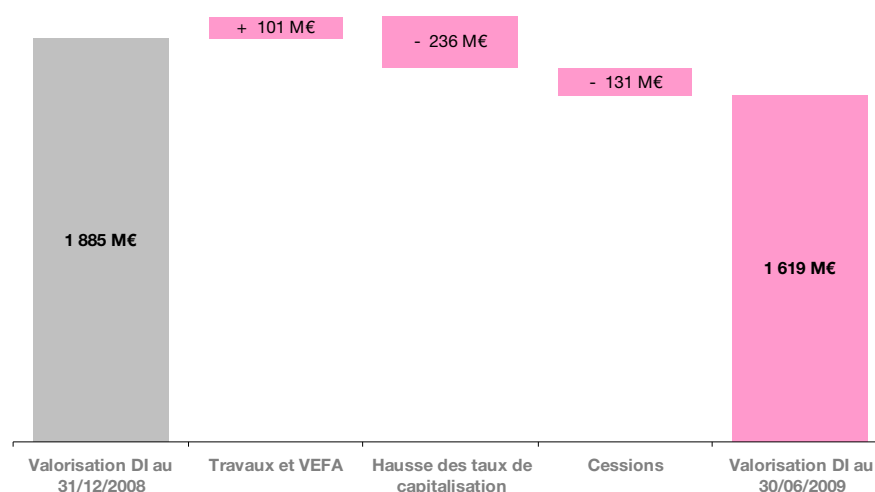 + 101 M€
- 236 M€
- 131 M€
1 885 M€
1 619 M€
Valorisation DI au
31/12/2008
Travaux et VEFA
Hausse des taux de
capitalisation
Cessions
Valorisation DI au
30/06/2009